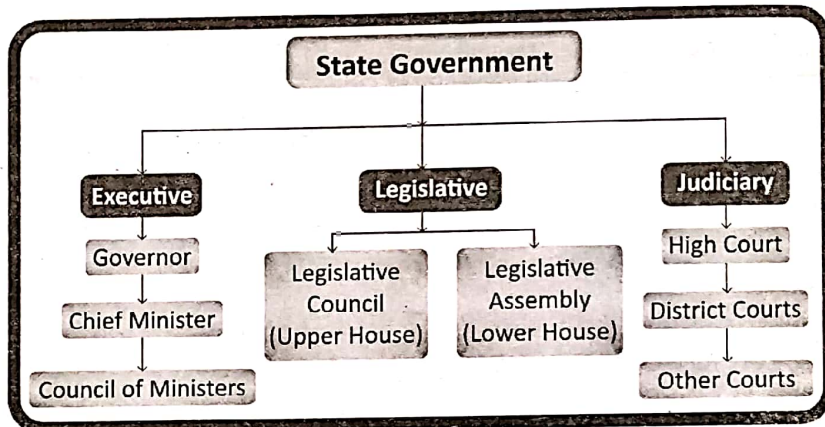 State Government
Executive
Legislative
Judiciary
Governor
Chief Minister
Council of Ministers
Legislative
Council
(Upper House)
Legislative
Assembly
(Lower House)
High Court
District Courts
Other Courts